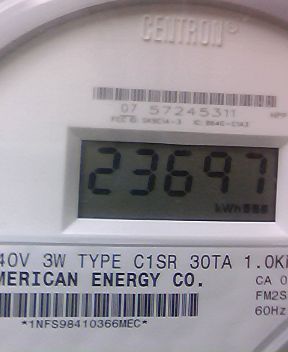 CENTRON®
07 57245311
23697
kWh
40V 3W TYPE C1SR 30TA 1.0K
MERICAN ENERGY CO.
CA 0
FM2S
60Hz
*1NFS98410366MEC*